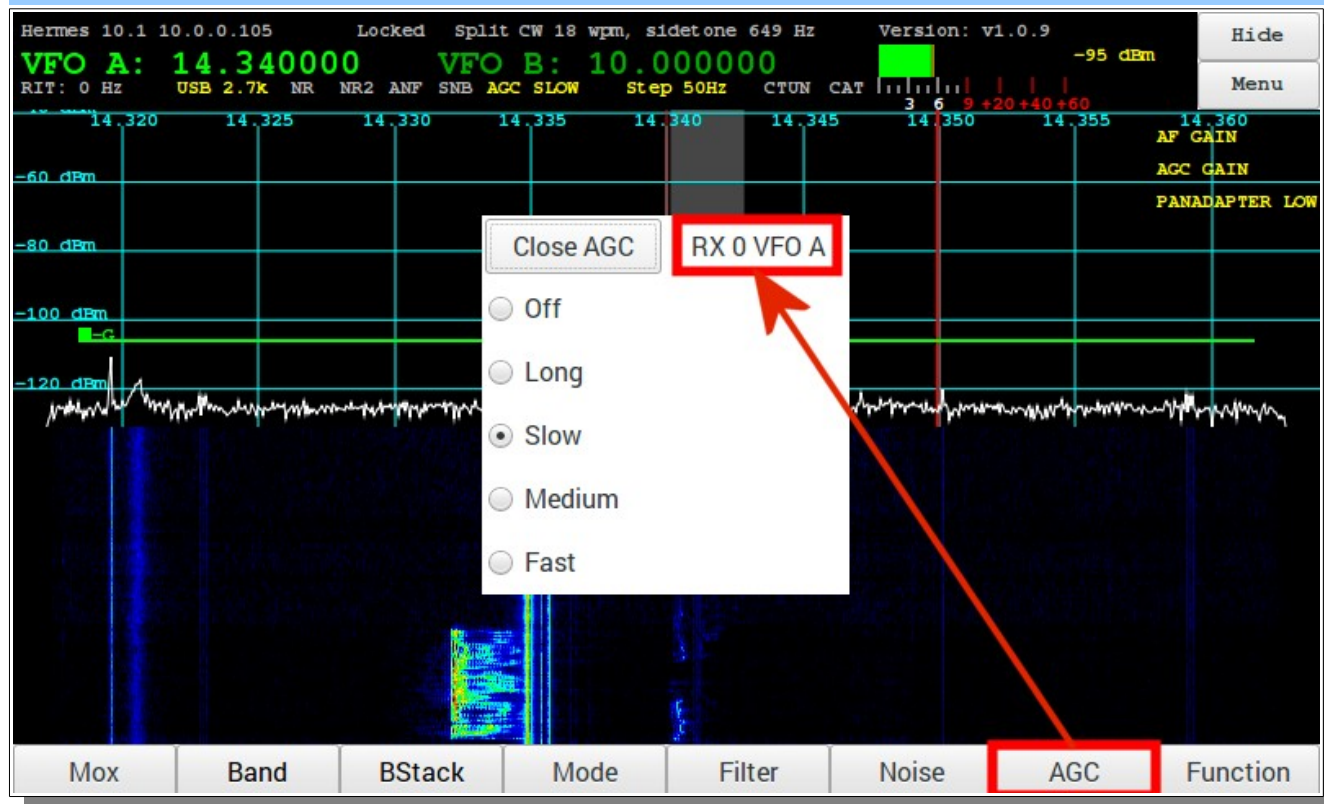 Hermes 10.1 10.0.0.105 Locked Split CW 18 wpm, sidetone 649 Hz Version: v1.0.9
Hide
VFO A: 14.340000 VFO B: 10.000000 -95 dBm
RIT: 0 Hz USB 2.7k NR NR2 ANF SNB AGC SLOW Step 50Hz CTUN CAT
Menu
3 6 9 +20 +40 +60
14.320 14.325 14.330 14.335 14.340 14.345 14.350 14.355 14.360
AF GAIN
AGC GAIN
-60 dBm
PANADAPTER LOW
-80 dBm
Close AGC RX 0 VFO A
Off
-100 dBm
-G
Long
-120 dBm
Slow
Medium
Fast
Mox Band BStack Mode Filter Noise AGC Function